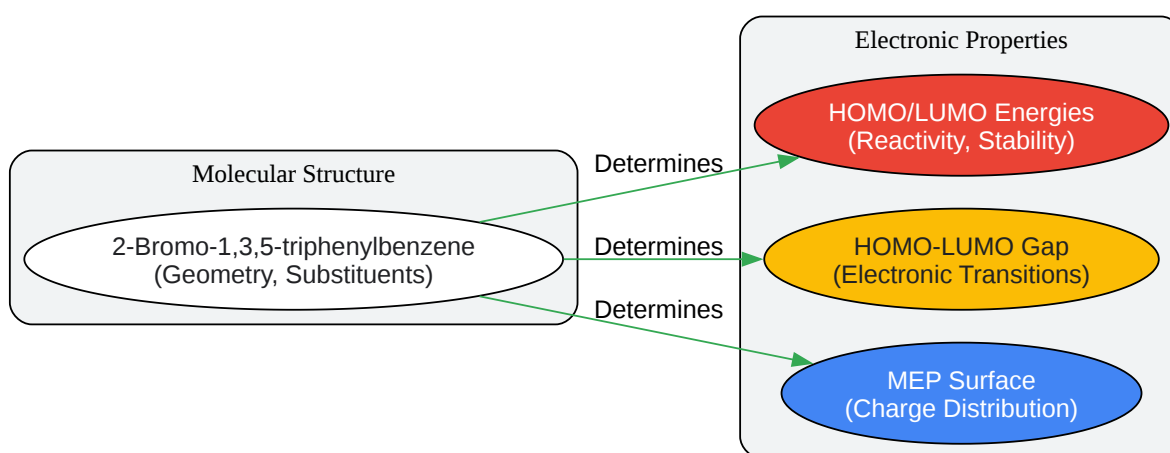 Electronic Properties
HOMO/LUMO Energies
(Reactivity, Stability)
Determines
Molecular Structure
2-Bromo-1,3,5-triphenylbenzene
(Geometry, Substituents)
Determines
HOMO-LUMO Gap
(Electronic Transitions)
Determines
MEP Surface
(Charge Distribution)